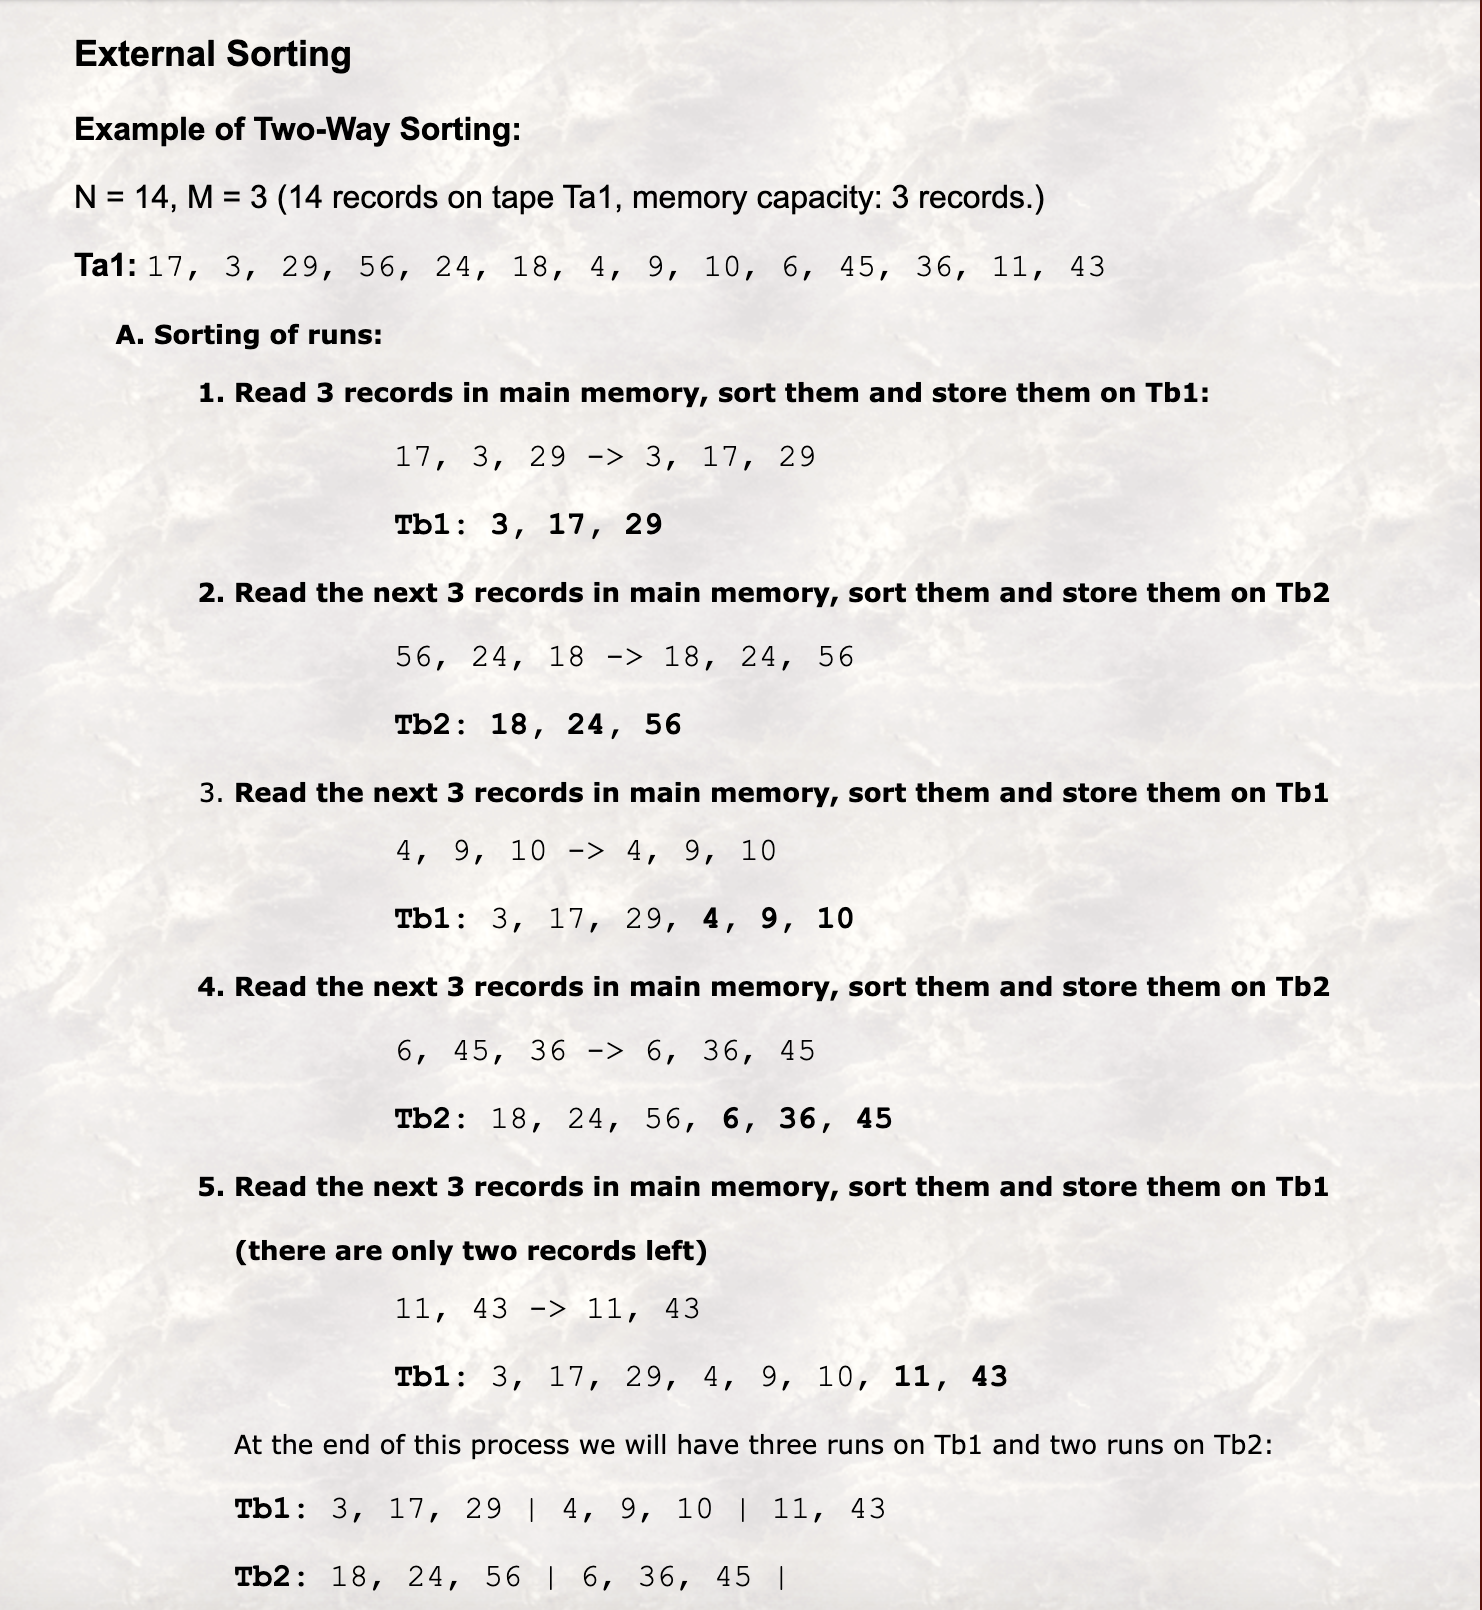 External Sorting
Example of Two-Way Sorting:
N = 14, M = 3 (14 records on tape Ta1, memory capacity: 3 records.)
Ta1: 17, 3, 29, 56, 24, 18, 4, 9, 10, 6, 45, 36, 11, 43
A. Sorting of runs:
1. Read 3 records in main memory, sort them and store them on Tb1:
17, 3, 29 -> 3, 17, 29
Tb1: 3, 17, 29
2. Read the next 3 records in main memory, sort them and store them on Tb2
56, 24, 18 -> 18, 24, 56
Tb2: 18, 24, 56
3. Read the next 3 records in main memory, sort them and store them on Tb1
4, 9, 10 -> 4, 9, 10
Tb1: 3, 17, 29, 4, 9, 10
4. Read the next 3 records in main memory, sort them and store them on Tb2
6, 45, 36 -> 6, 36, 45
Tb2: 18, 24, 56, 6, 36, 45
5. Read the next 3 records in main memory, sort them and store them on Tb1
(there are only two records left)
11, 43 -> 11, 43
Tb1: 3, 17, 29, 4, 9, 10, 11, 43
At the end of this process we will have three runs on Tb1 and two runs on Tb2:
Tb1: 3, 17, 29 | 4, 9, 10 | 11, 43
Tb2: 18, 24, 56 | 6, 36, 45 |